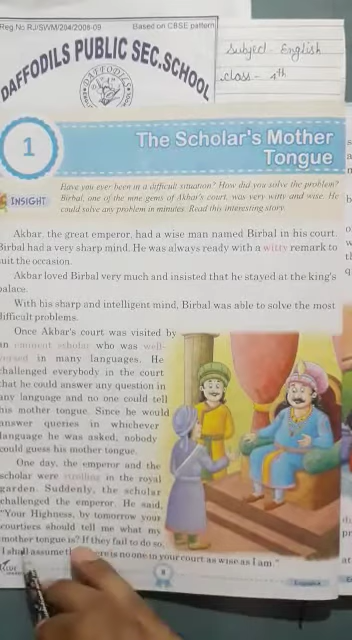 Reg.No.RJ/SWM/204/2008-09
Based on CBSE pattern
DAFFODILS PUBLIC SEC.SCHOOL
Subject - English
class - 4th
1
The Scholar's Mother
Tongue
INSIGHT
Have you ever been in a difficult situation? How did you solve the problem?
Birbal, one of the nine gems of Akbar's court, was very witty and wise. He
could solve any problem in minutes. Read this interesting story.
Akbar, the great emperor, had a wise man named Birbal in his court.
Birbal had a very sharp mind. He was always ready with a witty remark to
suit the occasion.
Akbar loved Birbal very much and insisted that he stayed at the king's
palace.
With his sharp and intelligent mind, Birbal was able to solve the most
difficult problems.
Once Akbar's court was visited by
an eminent scholar who was well-
versed in many languages. He
challenged everybody in the court
that he could answer any question in
any language and no one could tell
his mother tongue. Since he would
answer queries in whichever
language he was asked, nobody
could guess his mother tongue.
One day, the emperor and the
scholar were strolling in the royal
garden. Suddenly, the scholar
challenged the emperor. He said,
"Your Highness, by tomorrow your
courtiers should tell me what my
mother tongue is? If they fail to do so,
I shall assume there is no one in your court as wise as I am."
8